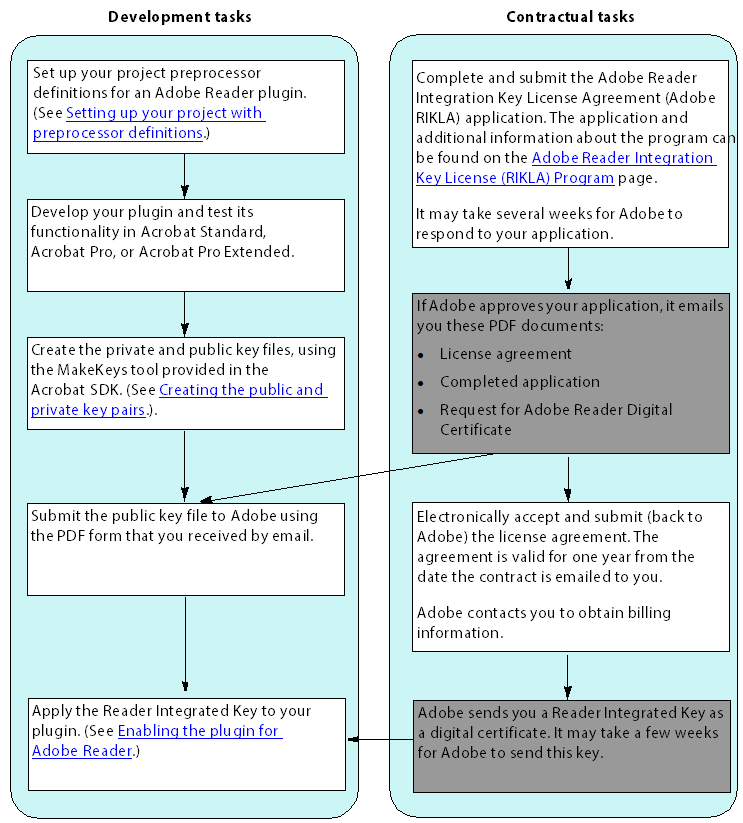 Development tasks
Set up your project preprocessor
definitions for an Adobe Reader plugin.
(See Setting up your project with
preprocessor definitions.)
Develop your plugin and test its
functionality in Acrobat Standard,
Acrobat Pro, or Acrobat Pro Extended.
Create the private and public key files, using
the MakeKeys tool provided in the
Acrobat SDK. (See Creating the public and
private key pairs.).
Submit the public key file to Adobe using
the PDF form that you received by email.
Apply the Reader Integrated Key to your
plugin. (See Enabling the plugin for
Adobe Reader.)
Contractual tasks
Complete and submit the Adobe Reader
Integration Key License Agreement (Adobe
RIKLA) application. The application and
additional information about the program can
be found on the Adobe Reader Integration
Key License (RIKLA) Program page.
It may take several weeks for Adobe to
respond to your application.
If Adobe approves your application, it emails
you these PDF documents:
• License agreement
• Completed application
• Request for Adobe Reader Digital
Certificate
Electronically accept and submit (back to
Adobe) the license agreement. The
agreement is valid for one year from the
date the contract is emailed to you.
Adobe contacts you to obtain billing
information.
Adobe sends you a Reader Integrated Key as
a digital certificate. It may take a few weeks
for Adobe to send this key.